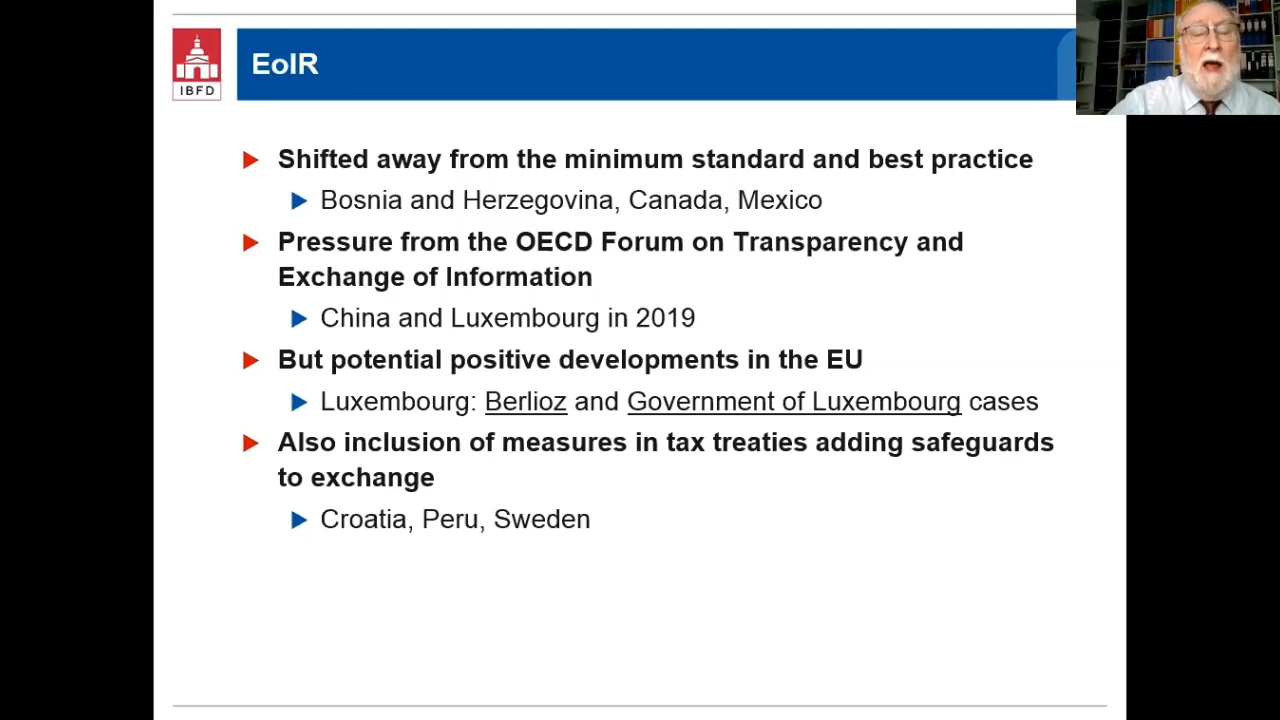 IBFD
EoIR
Shifted away from the minimum standard and best practice
Bosnia and Herzegovina, Canada, Mexico
Pressure from the OECD Forum on Transparency and
Exchange of Information
China and Luxembourg in 2019
But potential positive developments in the EU
Luxembourg: Berlioz and Government of Luxembourg cases
Also inclusion of measures in tax treaties adding safeguards
to exchange
Croatia, Peru, Sweden